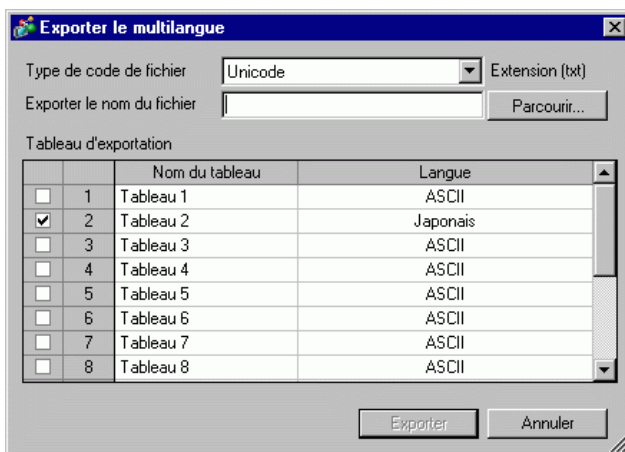 Exporter le multilangue
Type de code de fichier Unicode Extension (txt)
Exporter le nom du fichier Parcourir...
Tableau d'exportation
Nom du tableau Langue
1 Tableau 1 ASCII
2 Tableau 2 Japonais
3 Tableau 3 ASCII
4 Tableau 4 ASCII
5 Tableau 5 ASCII
6 Tableau 6 ASCII
7 Tableau 7 ASCII
8 Tableau 8 ASCII
Exporter Annuler